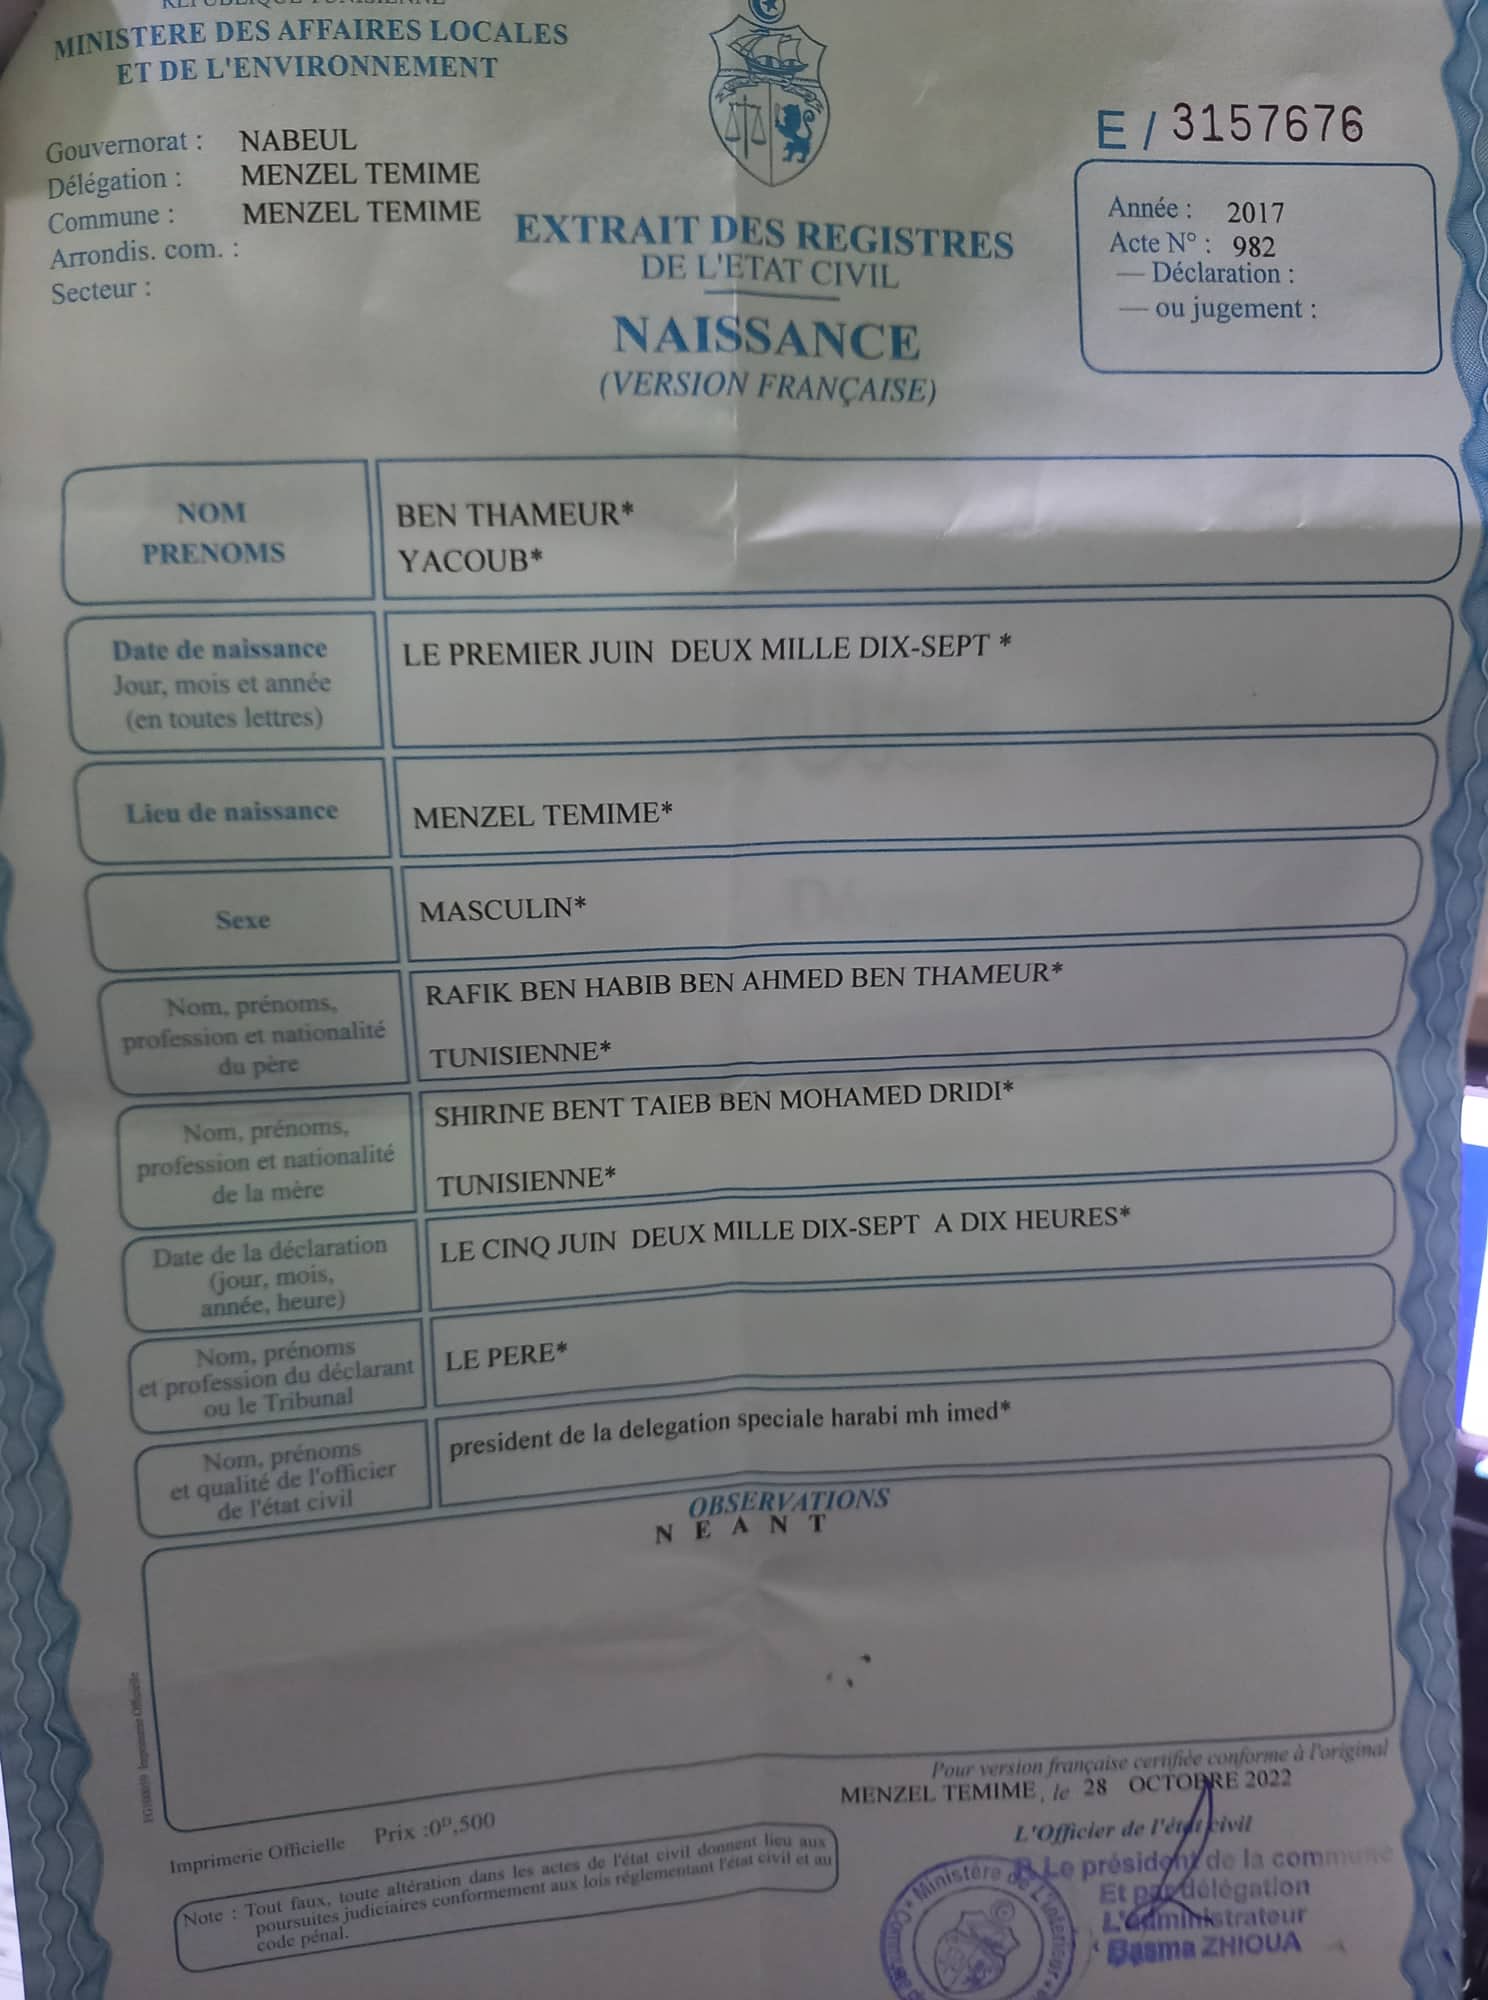 REPUBLIQUE TUNISIENNE
MINISTERE DES AFFAIRES LOCALES
ET DE L'ENVIRONNEMENT
Gouvernorat : NABEUL
Délégation : MENZEL TEMIME
Commune : MENZEL TEMIME
Arrondis. com. :
Secteur :
EXTRAIT DES REGISTRES
DE L'ETAT CIVIL
NAISSANCE
(VERSION FRANÇAISE)
E / 3157676
Année : 2017
Acte N° : 982
— Déclaration :
— ou jugement :
NOM
PRENOMS
BEN THAMEUR*
YACOUB*
Date de naissance
Jour, mois et année
(en toutes lettres)
LE PREMIER JUIN DEUX MILLE DIX-SEPT *
Lieu de naissance
MENZEL TEMIME*
Sexe
MASCULIN*
Nom, prénoms,
profession et nationalité
du père
RAFIK BEN HABIB BEN AHMED BEN THAMEUR*
TUNISIENNE*
Nom, prénoms,
profession et nationalité
de la mère
SHIRINE BENT TAIEB BEN MOHAMED DRIDI*
TUNISIENNE*
Date de la déclaration
(jour, mois,
année, heure)
LE CINQ JUIN DEUX MILLE DIX-SEPT A DIX HEURES*
Nom, prénoms
et profession du déclarant
ou le Tribunal
LE PERE*
Nom, prénoms
et qualité de l'officier
de l'état civil
president de la delegation speciale harabi mh imed*
OBSERVATIONS
N E A N T
Pour version française certifiée conforme à l'original
MENZEL TEMIME, le 28 OCTOBRE 2022
L'Officier de l'état civil
Le président de la commune
Et par délégation
L'administrateur
Basma ZHIOUA
Ministère de L'intérieur
Imprimerie Officielle Prix :0ᴰ,500
Note : Tout faux, toute altération dans les actes de l'état civil donnent lieu aux
poursuites judiciaires conformement aux lois réglementant l'état civil et au
code pénal.
Imprimerie Officielle